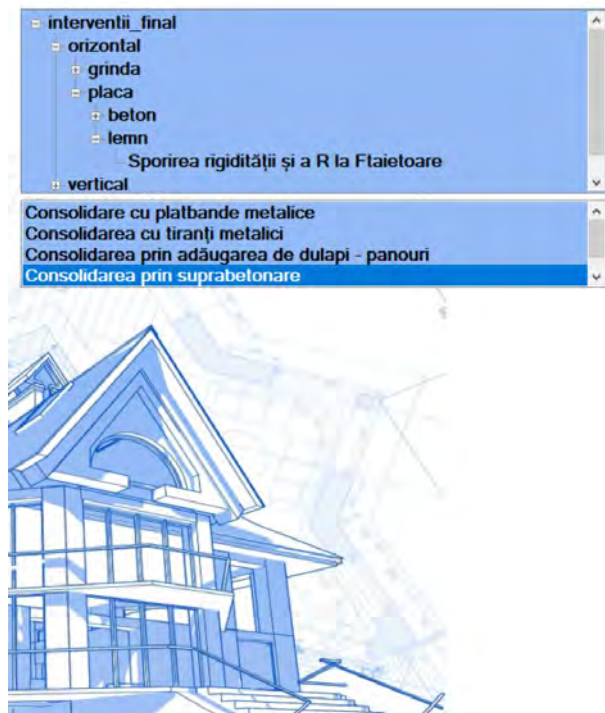 interventii_final
orizontal
grinda
placa
beton
lemn
Sporirea rigidității și a R la Ftaietoare
vertical
Consolidare cu platbande metalice
Consolidarea cu tiranți metalici
Consolidarea prin adăugarea de dulapi - panouri
Consolidarea prin suprabetonare